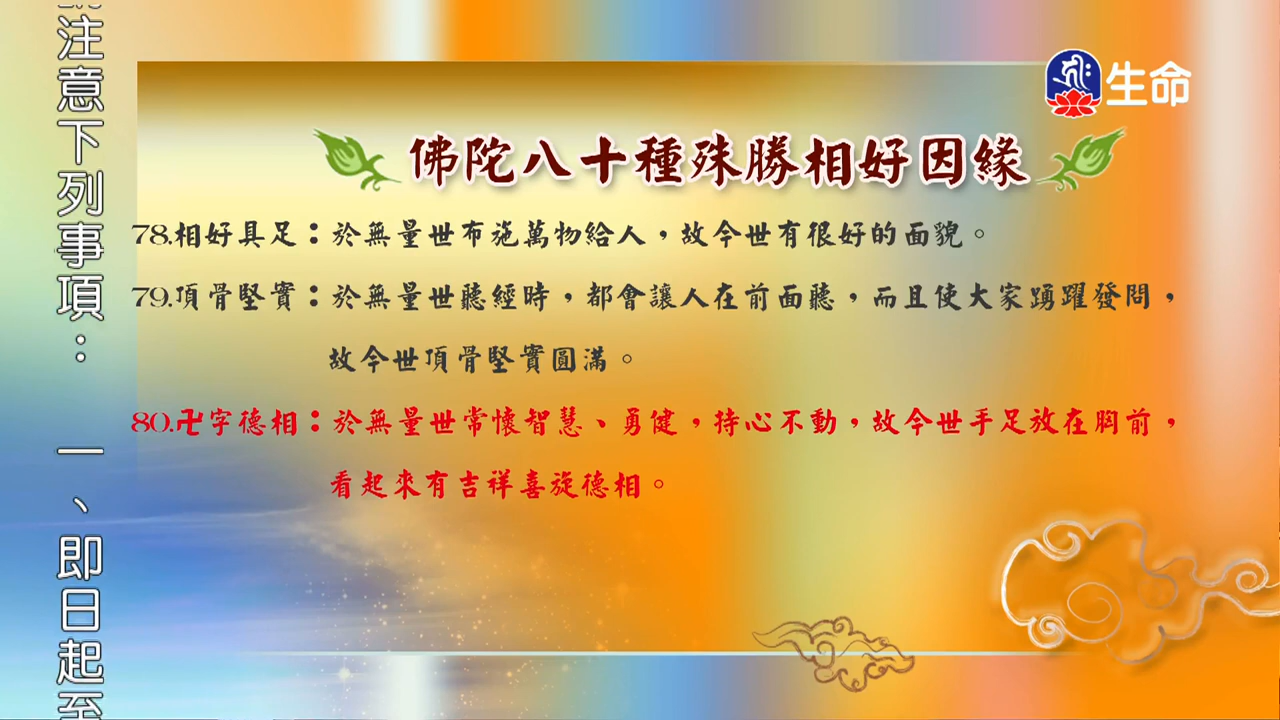 生命
佛陀八十種殊勝相好因緣
78.相好具足：於無量世布施萬物給人，故今世有很好的面貌。
79.頂骨堅實：於無量世聽經時，都會讓人在前面聽，而且使大家踴躍發問，
故今世頂骨堅實圓滿。
80.卍字德相：於無量世常懷智慧、勇健，持心不動，故今世手足放在胸前，
看起來有吉祥喜旋德相。
注意下列事項： 一、即日起至